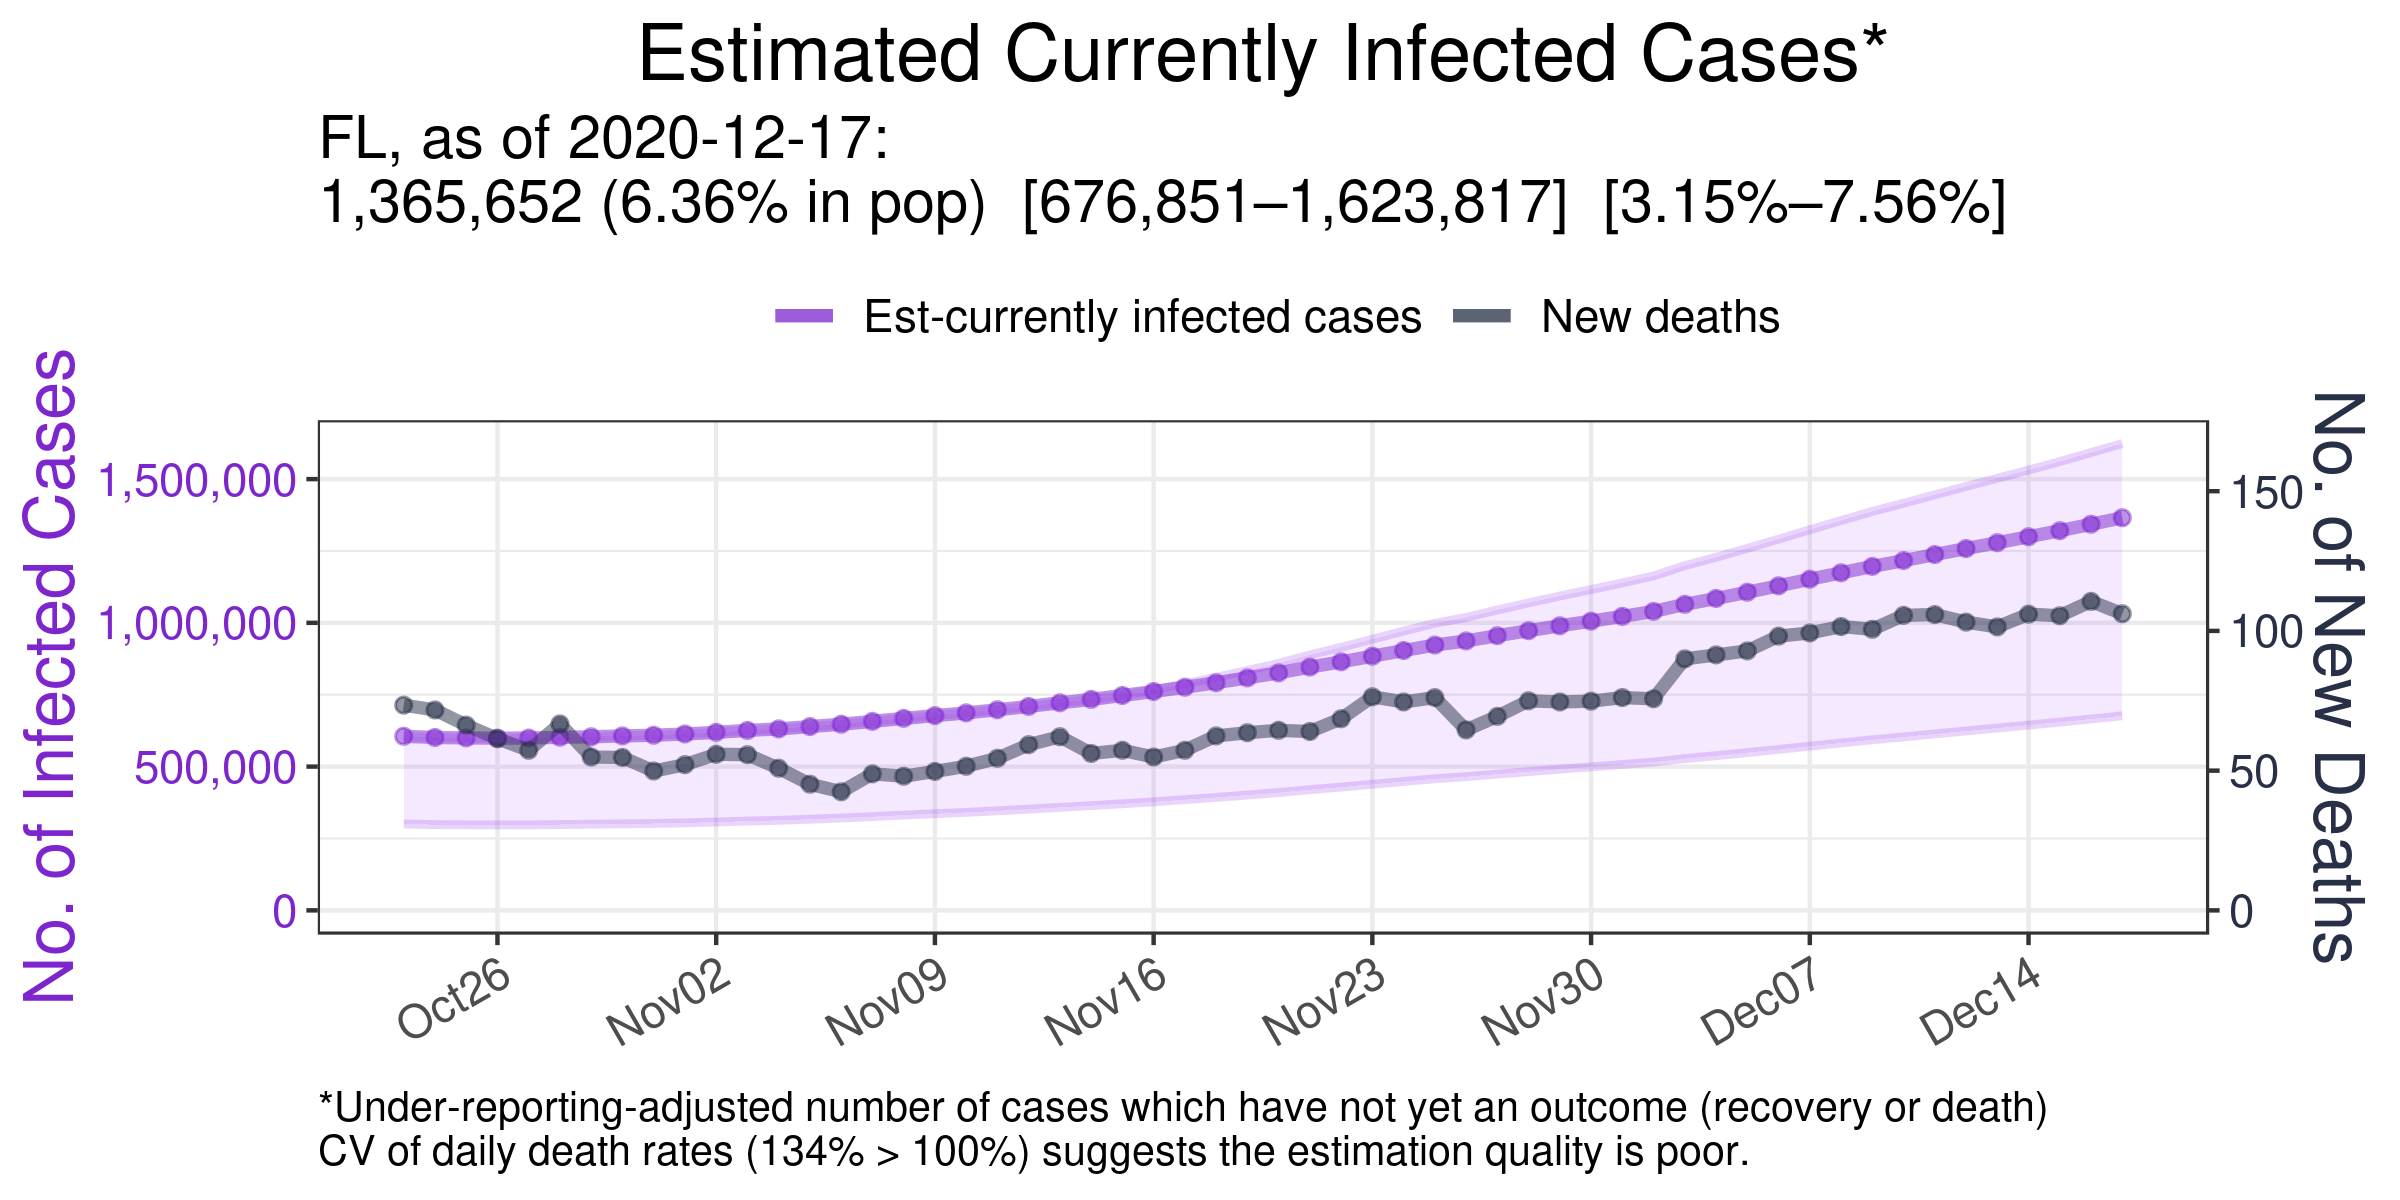 Estimated Currently Infected Cases*
FL, as of 2020-12-17:
1,365,652 (6.36% in pop)  [676,851–1,623,817]  [3.15%–7.56%]
Est-currently infected cases
New deaths
No. of Infected Cases
1,500,000
1,000,000
500,000
0
No. of New Deaths
150
100
50
0
Oct26
Nov02
Nov09
Nov16
Nov23
Nov30
Dec07
Dec14
*Under-reporting-adjusted number of cases which have not yet an outcome (recovery or death)
CV of daily death rates (134% > 100%) suggests the estimation quality is poor.